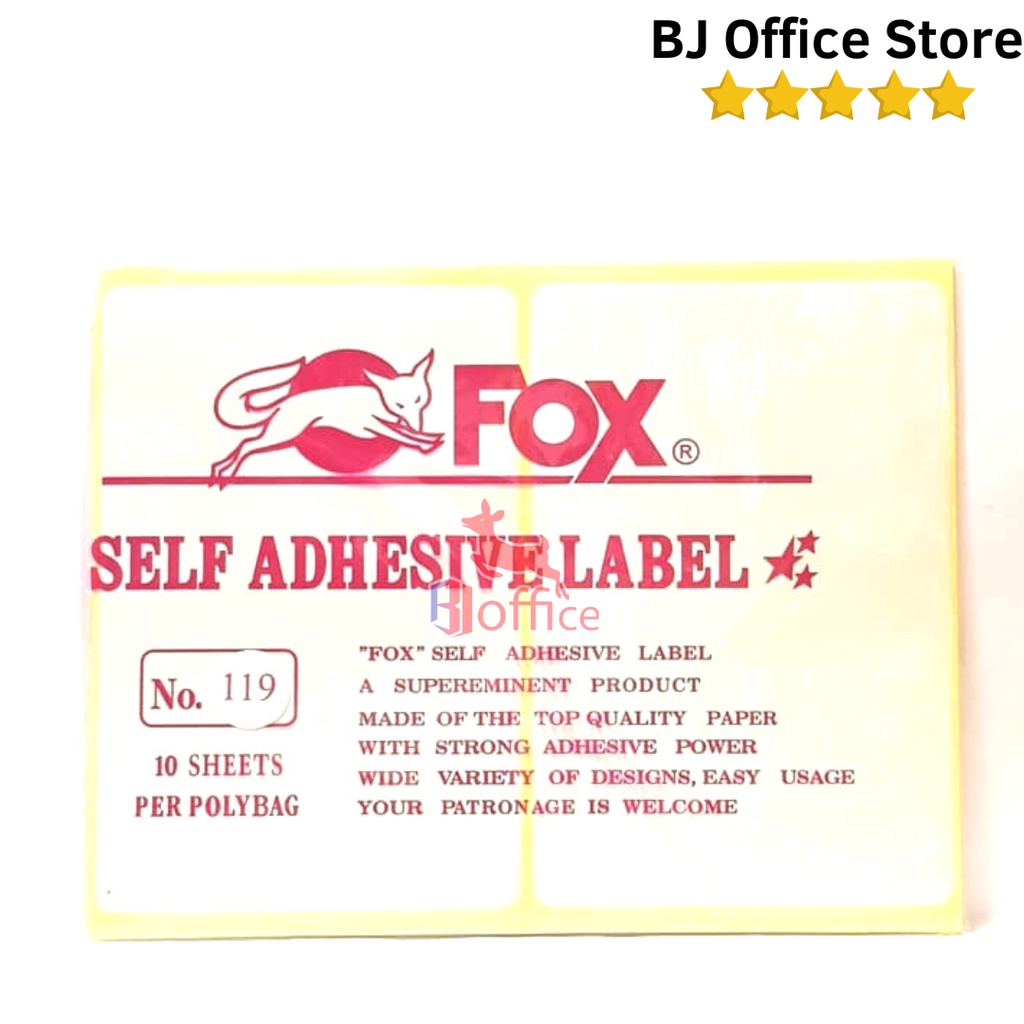 BJ Office Store
FOX®
SELF ADHESIVE LABEL
BJ office
No. 119
10 SHEETS
PER POLYBAG
"FOX" SELF ADHESIVE LABEL
A SUPEREMINENT PRODUCT
MADE OF THE TOP QUALITY PAPER
WITH STRONG ADHESIVE POWER
WIDE VARIETY OF DESIGNS, EASY USAGE
YOUR PATRONAGE IS WELCOME